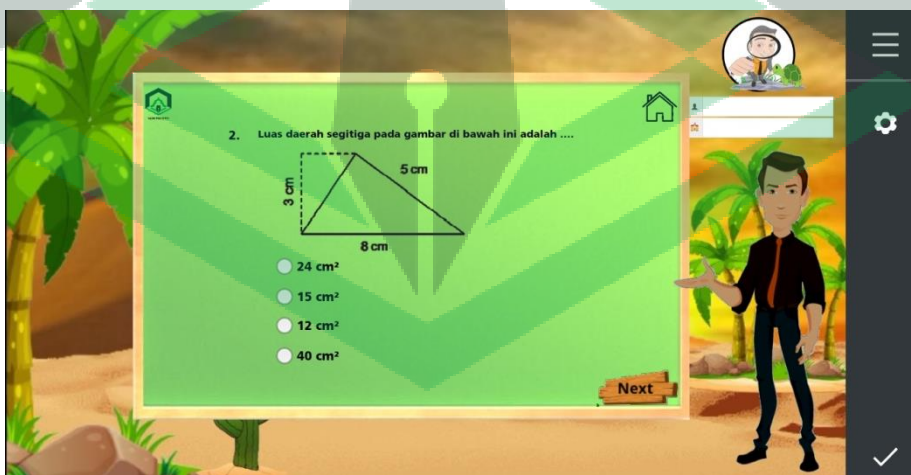 2. Luas daerah segitiga pada gambar di bawah ini adalah ....
5 cm
3 cm
8 cm
24 cm²
15 cm²
12 cm²
40 cm²
Next